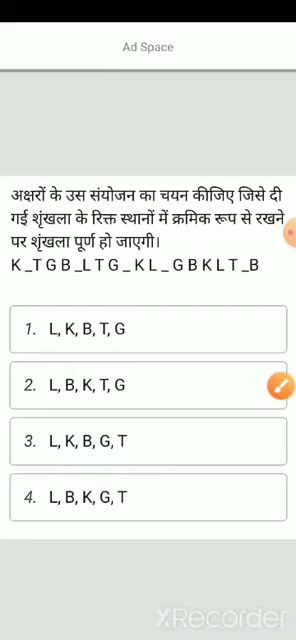 Ad Space
अक्षरों के उस संयोजन का चयन कीजिए जिसे दी
गई शृंखला के रिक्त स्थानों में क्रमिक रूप से रखने
पर शृंखला पूर्ण हो जाएगी।
K _ T G B _ L T G _ K L _ G B K L T _ B
1. L, K, B, T, G
2. L, B, K, T, G
3. L, K, B, G, T
4. L, B, K, G, T
XRecorder